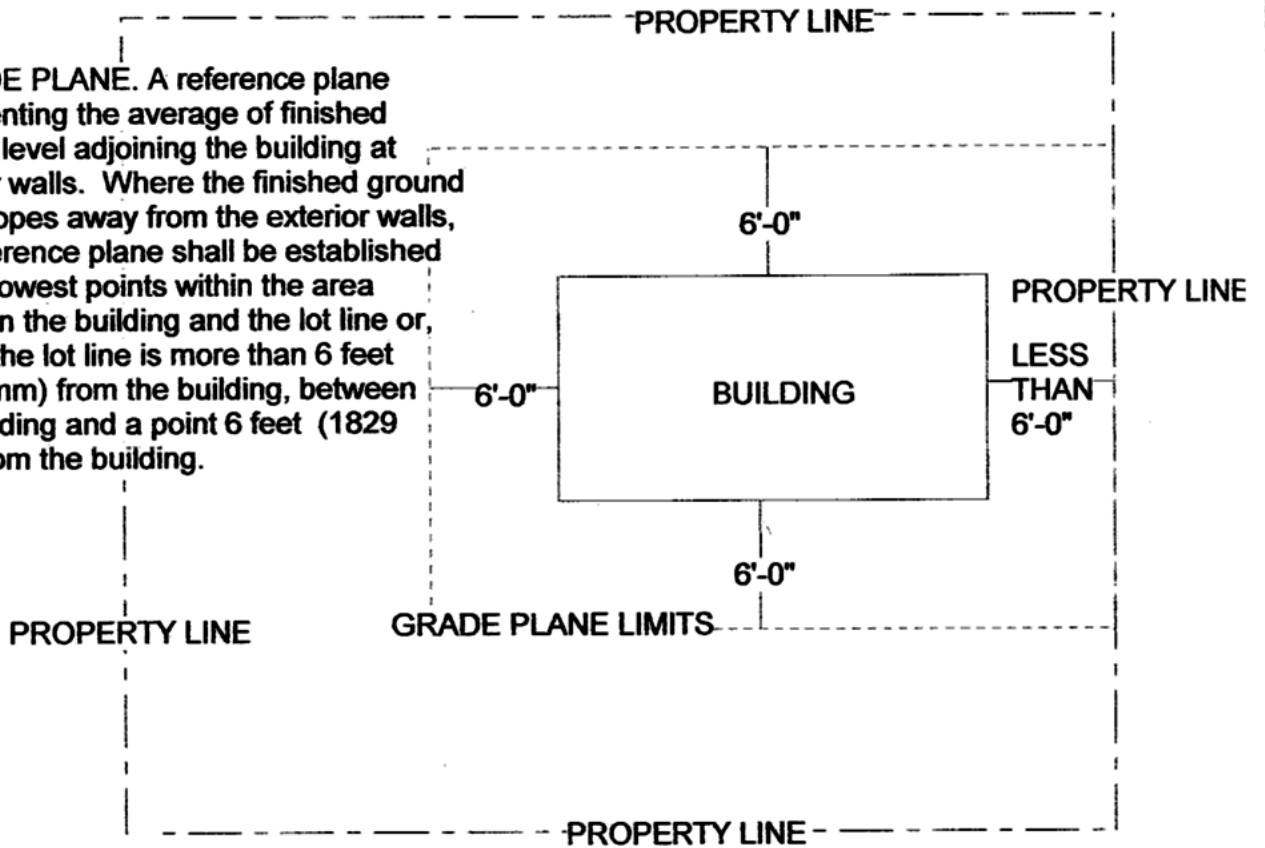 PROPERTY LINE
DE PLANE. A reference plane
enting the average of finished
level adjoining the building at
r walls. Where the finished ground
opes away from the exterior walls,
erence plane shall be established
owest points within the area
n the building and the lot line or,
he lot line is more than 6 feet
mm) from the building, between
ding and a point 6 feet (1829
om the building.
6'-0"
PROPERTY LINE
LESS
THAN
6'-0"
6'-0"
BUILDING
6'-0"
GRADE PLANE LIMITS
PROPERTY LINE
PROPERTY LINE